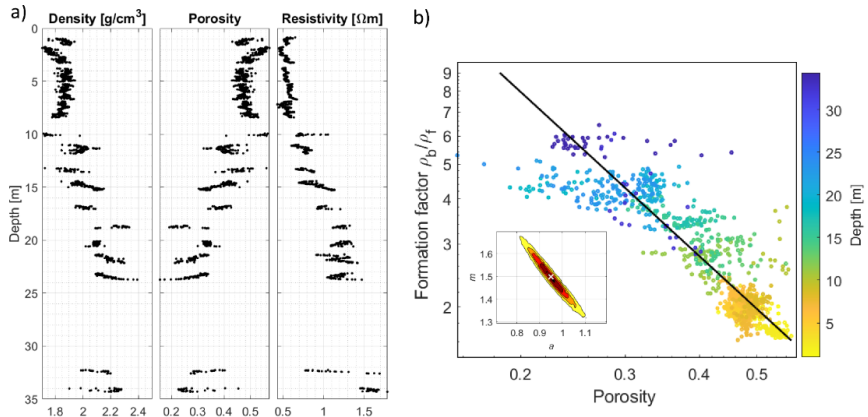 a)
Density [g/cm³]
Porosity
Resistivity [Ωm]
0
5
10
15
20
25
30
35
Depth [m]
1.8 2 2.2 2.4
0.2 0.3 0.4 0.5
0.5 1 1.5
b)
9
8
7
6
5
4
3
2
Formation factor ρb/ρf
0.2 0.3 0.4 0.5
Porosity
1.6
1.5
1.4
1.3
m
0.8 0.9 1 1.1
a
Depth [m]
30
25
20
15
10
5